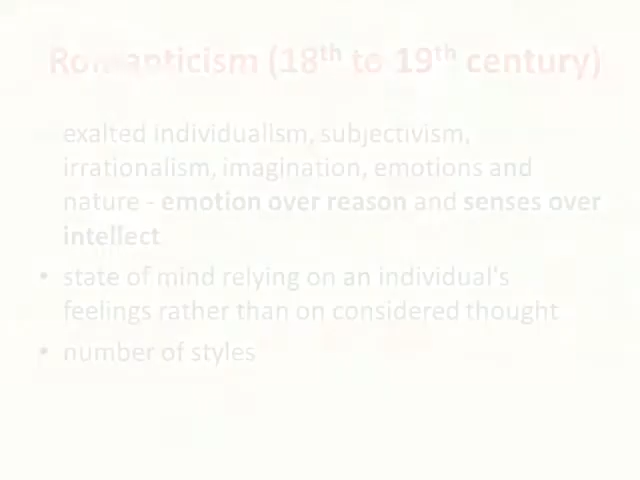 Romanticism (18th to 19th century)
exalted individualism, subjectivism,
irrationalism, imagination, emotions and
nature - emotion over reason and senses over
intellect
• state of mind relying on an individual's
feelings rather than on considered thought
• number of styles